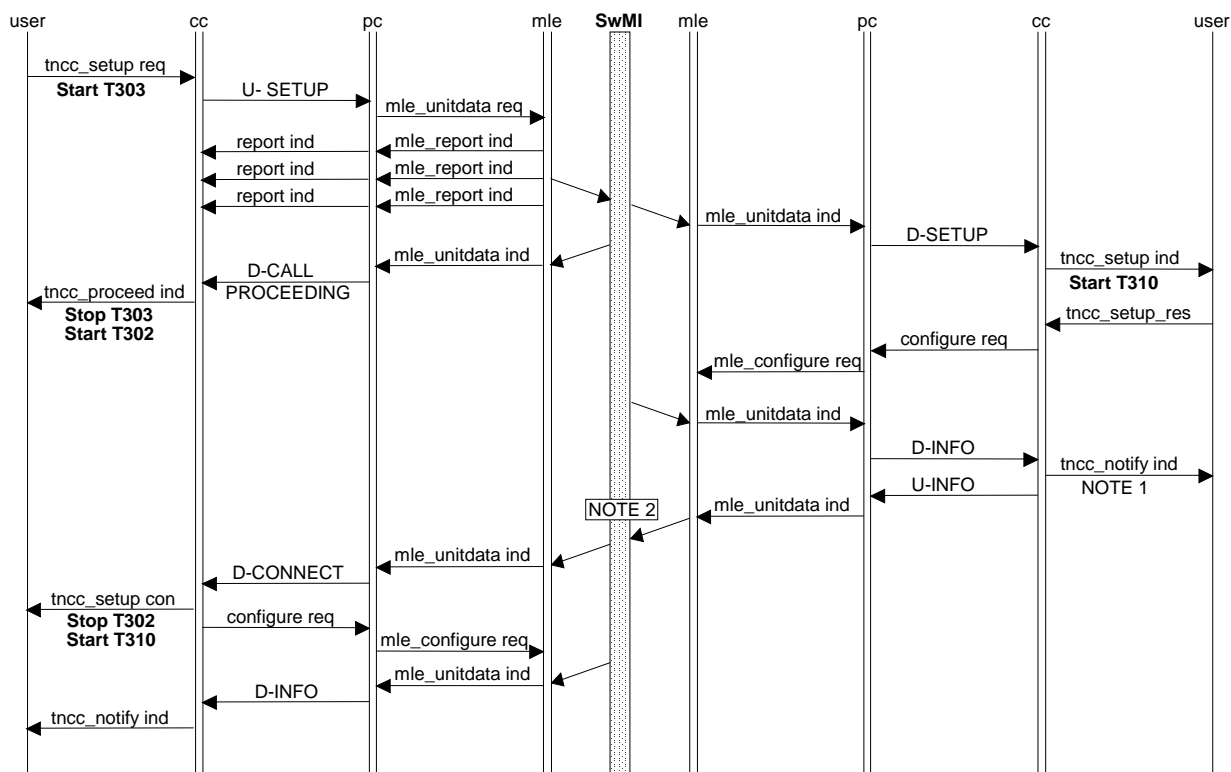 user cc pc mle SwMI mle pc cc user
tncc_setup req
Start T303
U- SETUP
mle_unitdata req
report ind mle_report ind
report ind mle_report ind
report ind mle_report ind
mle_unitdata ind
D-SETUP
mle_unitdata ind
tncc_setup ind
D-CALL
PROCEEDING
Start T310
tncc_proceed ind
Stop T303
Start T302
tncc_setup_res
configure req
mle_configure req
mle_unitdata ind
D-INFO
tncc_notify ind
NOTE 1
U-INFO
NOTE 2
mle_unitdata ind
mle_unitdata ind
D-CONNECT
tncc_setup con
Stop T302
Start T310
configure req
mle_configure req
mle_unitdata ind
D-INFO
tncc_notify ind